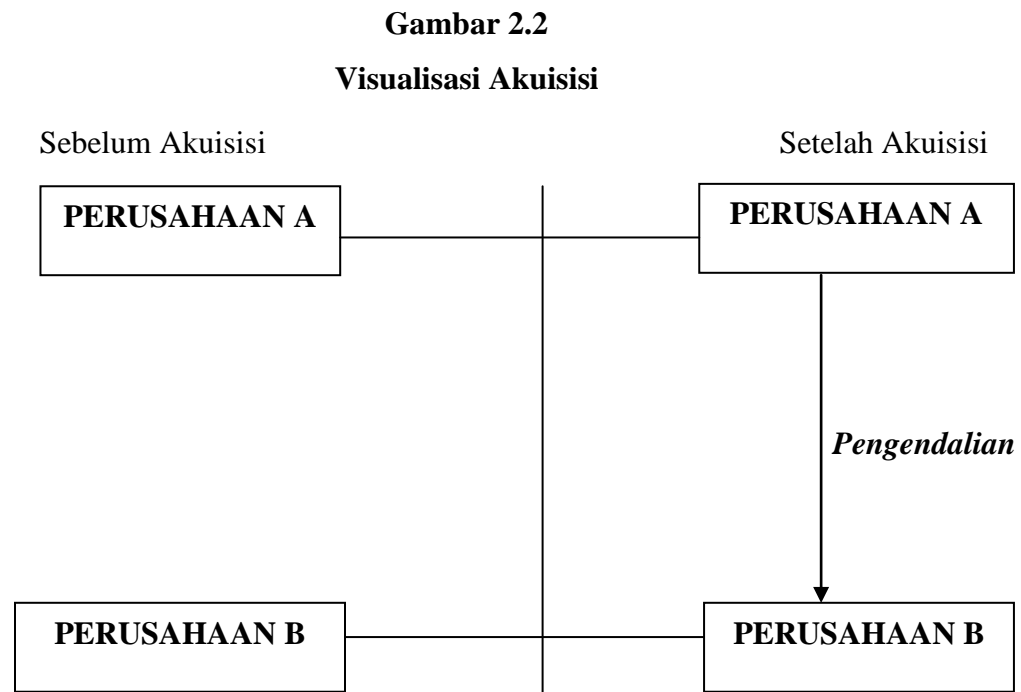 Gambar 2.2
Visualisasi Akuisisi
Sebelum Akuisisi
Setelah Akuisisi
PERUSAHAAN A
PERUSAHAAN A
Pengendalian
PERUSAHAAN B
PERUSAHAAN B